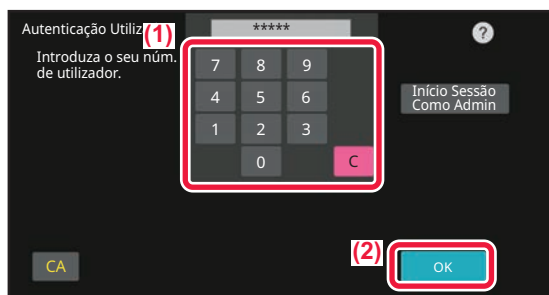 Autenticação Utiliz
(1)
*****
?
Introduza o seu núm.
de utilizador.
7 8 9
4 5 6
1 2 3
0 C
Início Sessão
Como Admin
(2)
CA
OK